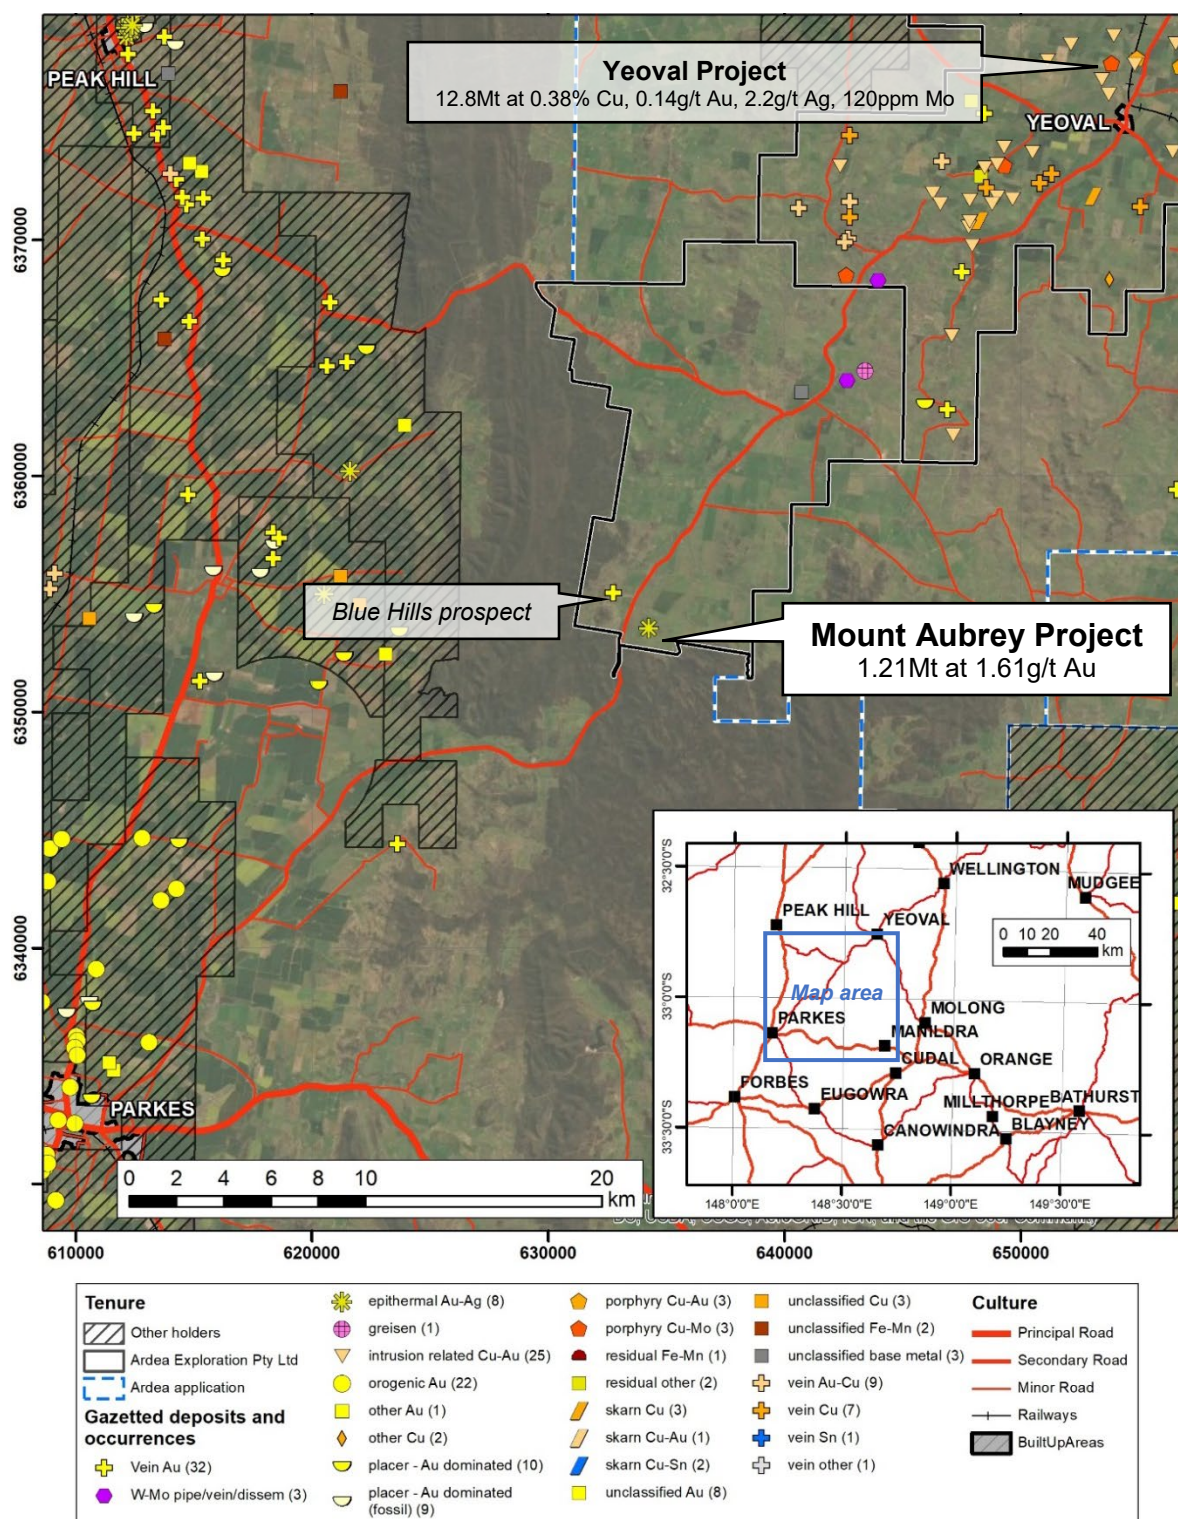 Yeoval Project
12.8Mt at 0.38% Cu, 0.14g/t Au, 2.2g/t Ag, 120ppm Mo
PEAK HILL
YEOVAL
6370000
6360000
6350000
6340000
Blue Hills prospect
Mount Aubrey Project
1.21Mt at 1.61g/t Au
PARKES
0 2 4 6 8 10 20
km
32°30'0"S
33°0'0"S
33°30'0"S
WELLINGTON
MUDGEE
PEAK HILL
YEOVAL
0 10 20 40
km
Map area
MOLONG
PARKES
MANILDRA
CUDAL
ORANGE
FORBES
EUGOWRA
MILLTHORPE
BATHURST
CANOWINDRA
BLAYNEY
148°0'0"E
148°30'0"E
149°0'0"E
149°30'0"E
610000
620000
630000
640000
650000
Tenure
Other holders
Ardea Exploration Pty Ltd
Ardea application
Gazetted deposits and
occurrences
Vein Au (32)
W-Mo pipe/vein/dissem (3)
epithermal Au-Ag (8)
greisen (1)
intrusion related Cu-Au (25)
orogenic Au (22)
other Au (1)
other Cu (2)
placer - Au dominated (10)
placer - Au dominated
(fossil) (9)
porphyry Cu-Au (3)
porphyry Cu-Mo (3)
residual Fe-Mn (1)
residual other (2)
skarn Cu (3)
skarn Cu-Au (1)
skarn Cu-Sn (2)
unclassified Au (8)
unclassified Cu (3)
unclassified Fe-Mn (2)
unclassified base metal (3)
vein Au-Cu (9)
vein Cu (7)
vein Sn (1)
vein other (1)
Culture
Principal Road
Secondary Road
Minor Road
Railways
BuiltUpAreas